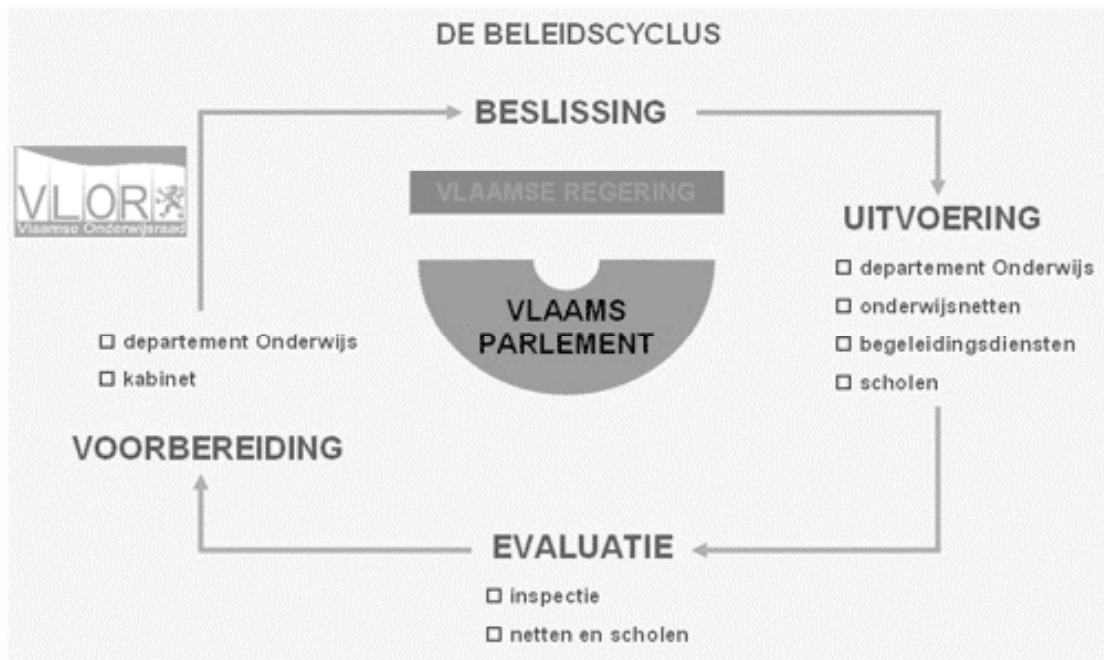 DE BELEIDSCYCLUS
BESLISSING
VLOR
Vlaamse Onderwijsraad
VLAAMSE REGERING
UITVOERING
departement Onderwijs
onderwijsnetten
begeleidingsdiensten
scholen
VLAAMS
PARLEMENT
departement Onderwijs
kabinet
VOORBEREIDING
EVALUATIE
inspectie
netten en scholen